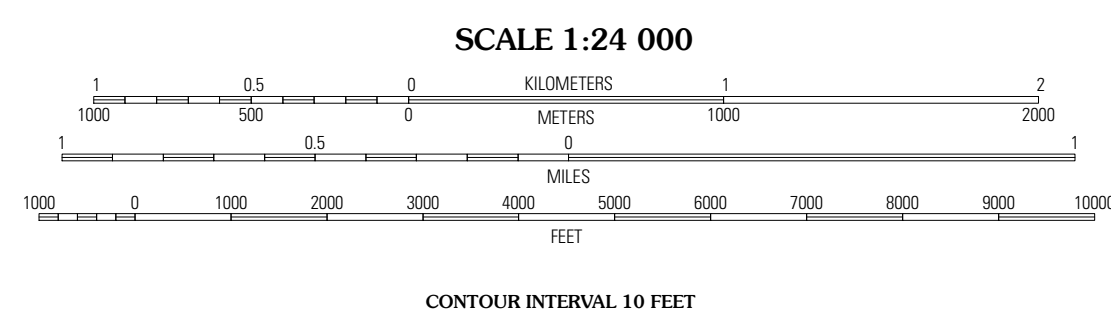 SCALE 1:24 000
1 0.5 0 KILOMETERS 1 2
1000 500 0 METERS 1000 2000
1 0.5 0 1
MILES
1000 0 1000 2000 3000 4000 5000 6000 7000 8000 9000 10000
FEET
CONTOUR INTERVAL 10 FEET